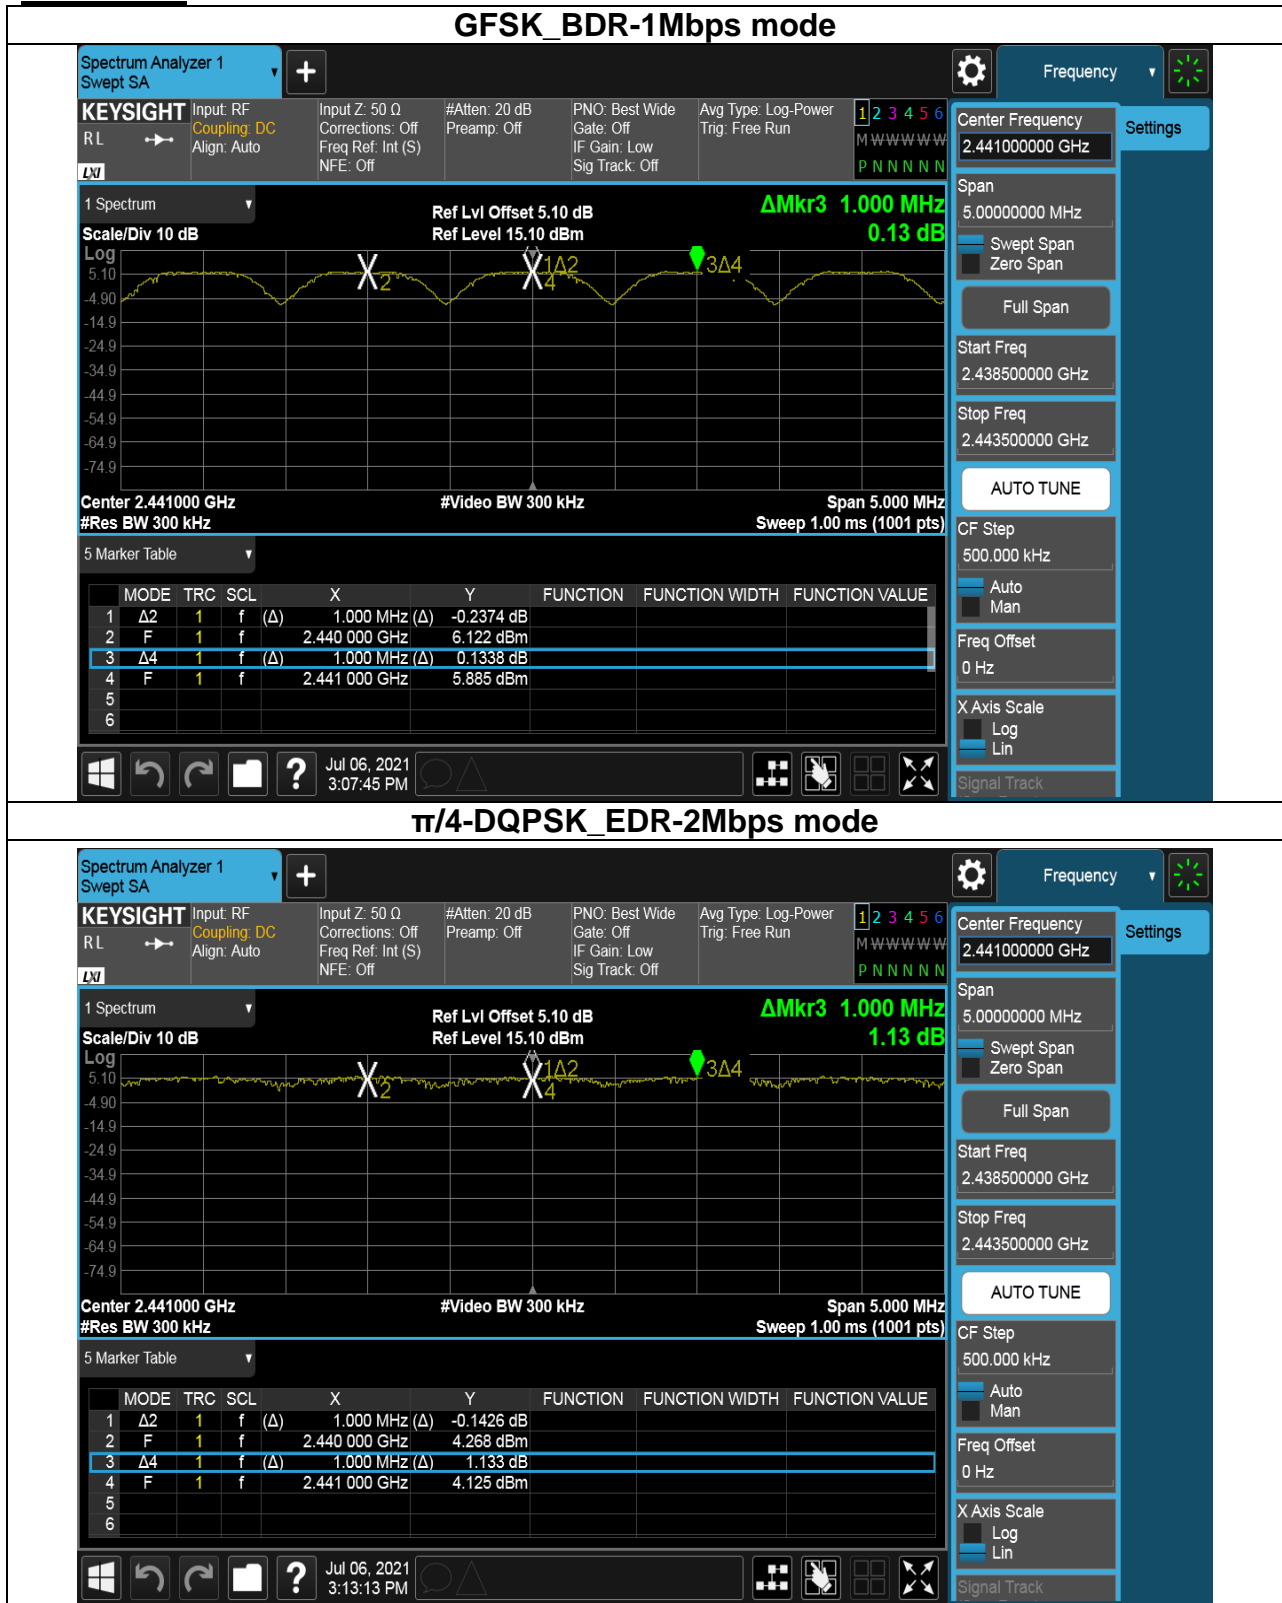 GFSK_BDR-1Mbps mode
Spectrum Analyzer 1
Swept SA
Frequency
KEYSIGHT
RL
LXI
Input: RF
Coupling: DC
Align: Auto
Input Z: 50 Ω
Corrections: Off
Freq Ref: Int (S)
NFE: Off
#Atten: 20 dB
Preamp: Off
PNO: Best Wide
Gate: Off
IF Gain: Low
Sig Track: Off
Avg Type: Log-Power
Trig: Free Run
1 2 3 4 5 6
M W W W W W
P N N N N N
1 Spectrum
Scale/Div 10 dB
Ref Lvl Offset 5.10 dB
Ref Level 15.10 dBm
ΔMkr3 1.000 MHz
0.13 dB
Log
5.10
-4.90
-14.9
-24.9
-34.9
-44.9
-54.9
-64.9
-74.9
2
1Δ2
4
3Δ4
Center 2.441000 GHz
#Res BW 300 kHz
#Video BW 300 kHz
Span 5.000 MHz
Sweep 1.00 ms (1001 pts)
5 Marker Table
MODE TRC SCL X Y FUNCTION FUNCTION WIDTH FUNCTION VALUE
1 Δ2 1 f (Δ) 1.000 MHz (Δ) -0.2374 dB
2 F 1 f 2.440 000 GHz 6.122 dBm
3 Δ4 1 f (Δ) 1.000 MHz (Δ) 0.1338 dB
4 F 1 f 2.441 000 GHz 5.885 dBm
5
6
?
Jul 06, 2021
3:07:45 PM
Center Frequency
2.441000000 GHz
Settings
Span
5.00000000 MHz
Swept Span
Zero Span
Full Span
Start Freq
2.438500000 GHz
Stop Freq
2.443500000 GHz
AUTO TUNE
CF Step
500.000 kHz
Auto
Man
Freq Offset
0 Hz
X Axis Scale
Log
Lin
Signal Track
π/4-DQPSK_EDR-2Mbps mode
Spectrum Analyzer 1
Swept SA
Frequency
KEYSIGHT
RL
LXI
Input: RF
Coupling: DC
Align: Auto
Input Z: 50 Ω
Corrections: Off
Freq Ref: Int (S)
NFE: Off
#Atten: 20 dB
Preamp: Off
PNO: Best Wide
Gate: Off
IF Gain: Low
Sig Track: Off
Avg Type: Log-Power
Trig: Free Run
1 2 3 4 5 6
M W W W W W
P N N N N N
1 Spectrum
Scale/Div 10 dB
Ref Lvl Offset 5.10 dB
Ref Level 15.10 dBm
ΔMkr3 1.000 MHz
1.13 dB
Log
5.10
-4.90
-14.9
-24.9
-34.9
-44.9
-54.9
-64.9
-74.9
2
1Δ2
4
3Δ4
Center 2.441000 GHz
#Res BW 300 kHz
#Video BW 300 kHz
Span 5.000 MHz
Sweep 1.00 ms (1001 pts)
5 Marker Table
MODE TRC SCL X Y FUNCTION FUNCTION WIDTH FUNCTION VALUE
1 Δ2 1 f (Δ) 1.000 MHz (Δ) -0.1426 dB
2 F 1 f 2.440 000 GHz 4.268 dBm
3 Δ4 1 f (Δ) 1.000 MHz (Δ) 1.133 dB
4 F 1 f 2.441 000 GHz 4.125 dBm
5
6
?
Jul 06, 2021
3:13:13 PM
Center Frequency
2.441000000 GHz
Settings
Span
5.00000000 MHz
Swept Span
Zero Span
Full Span
Start Freq
2.438500000 GHz
Stop Freq
2.443500000 GHz
AUTO TUNE
CF Step
500.000 kHz
Auto
Man
Freq Offset
0 Hz
X Axis Scale
Log
Lin
Signal Track